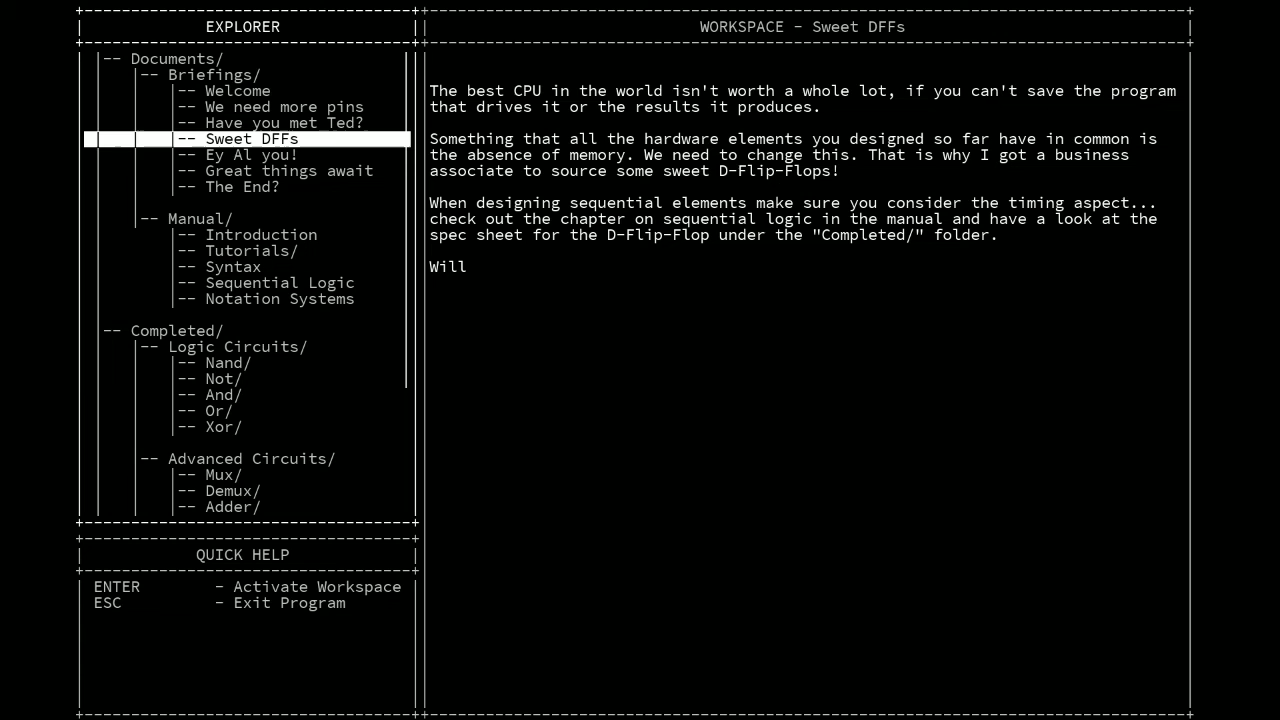 EXPLORER
-- Documents/
-- Briefings/
-- Welcome
-- We need more pins
-- Have you met Ted?
-- Sweet DFFs
-- Ey Al you!
-- Great things await
-- The End?
-- Manual/
-- Introduction
-- Tutorials/
-- Syntax
-- Sequential Logic
-- Notation Systems
-- Completed/
-- Logic Circuits/
-- Nand/
-- Not/
-- And/
-- Or/
-- Xor/
-- Advanced Circuits/
-- Mux/
-- Demux/
-- Adder/
QUICK HELP
ENTER - Activate Workspace
ESC - Exit Program
WORKSPACE - Sweet DFFs
The best CPU in the world isn't worth a whole lot, if you can't save the program
that drives it or the results it produces.
Something that all the hardware elements you designed so far have in common is
the absence of memory. We need to change this. That is why I got a business
associate to source some sweet D-Flip-Flops!
When designing sequential elements make sure you consider the timing aspect...
check out the chapter on sequential logic in the manual and have a look at the
spec sheet for the D-Flip-Flop under the "Completed/" folder.
Will